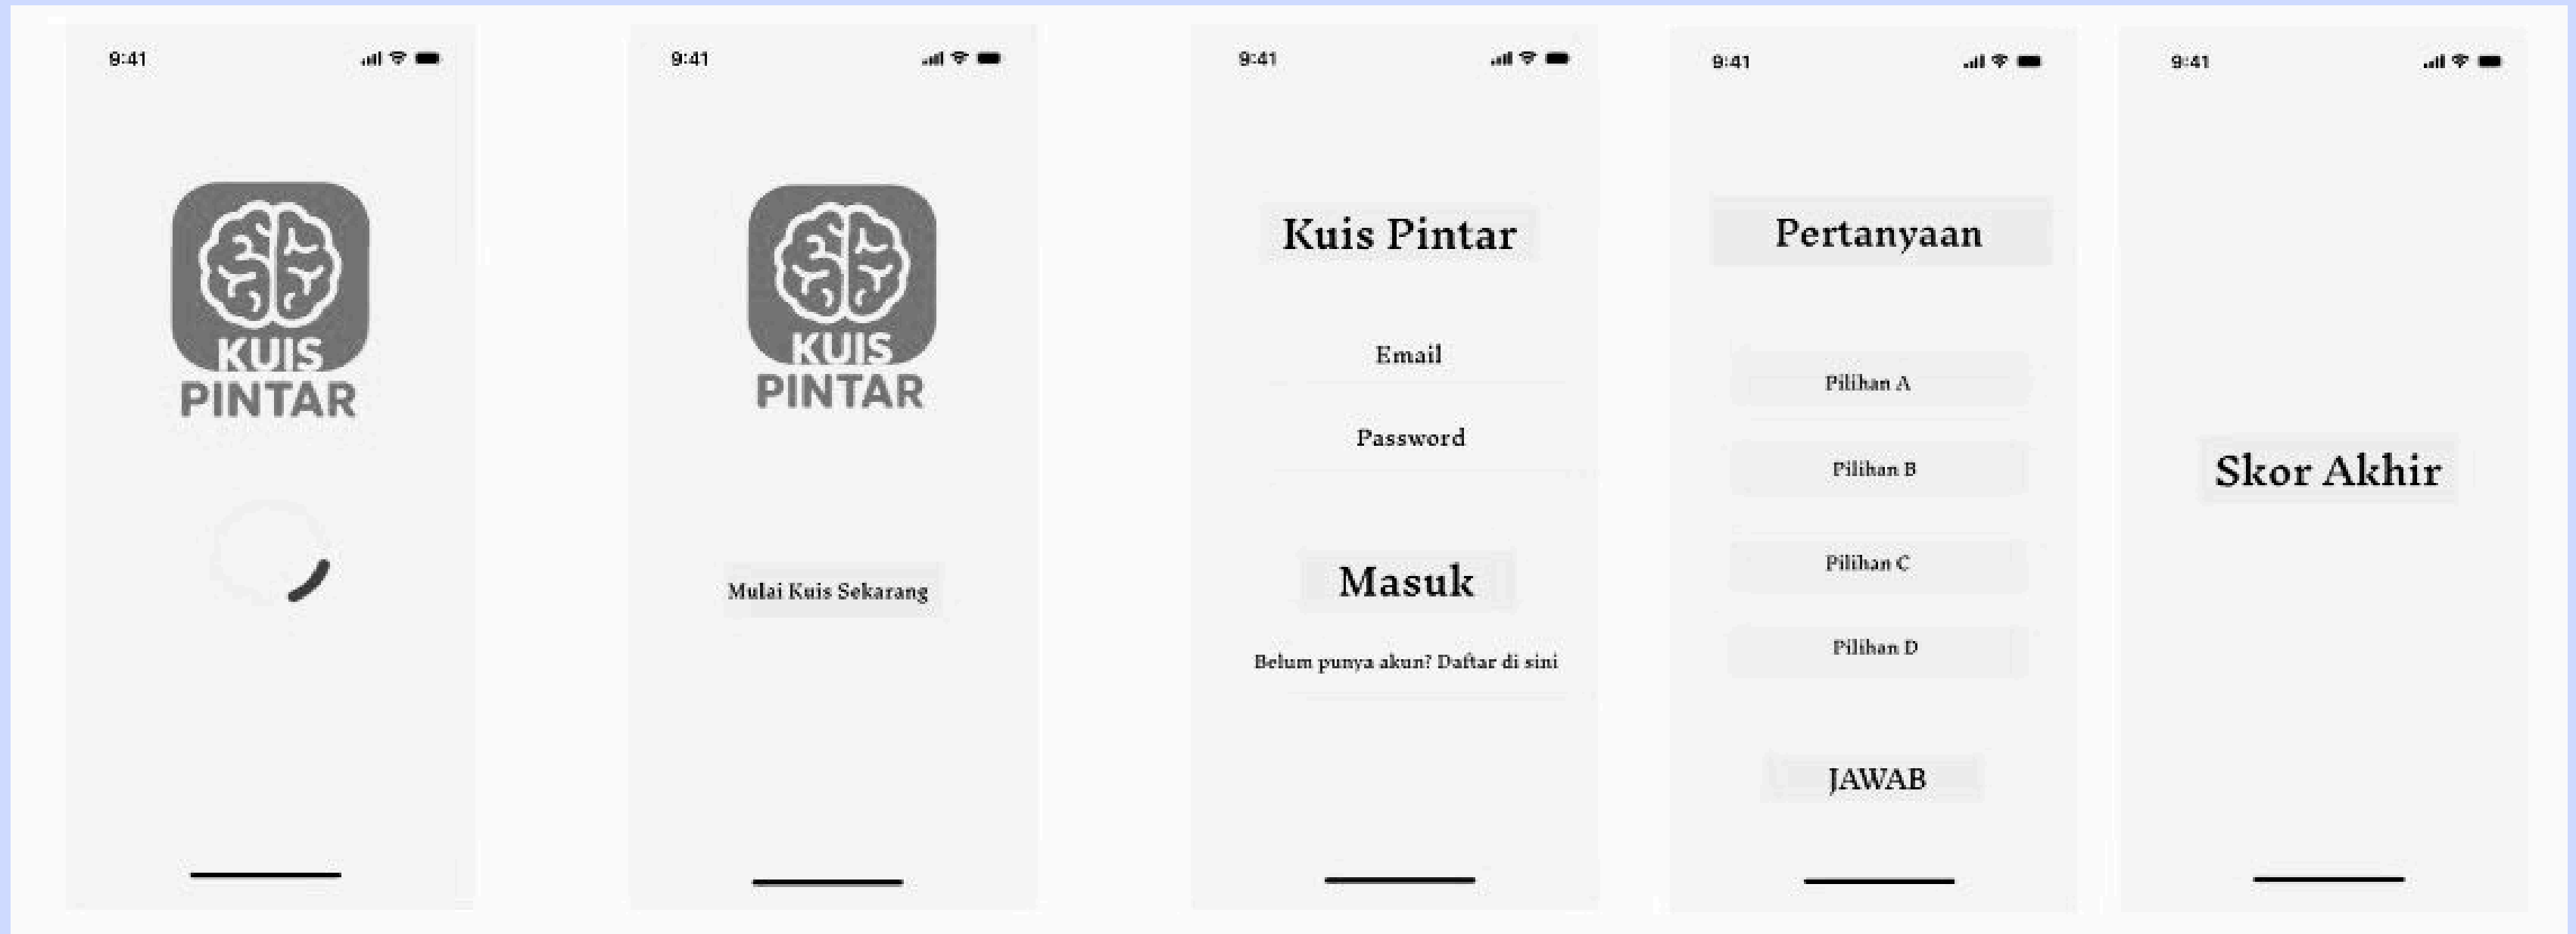 9:41
KUIS
PINTAR
9:41
KUIS
PINTAR
Mulai Kuis Sekarang
9:41
Kuis Pintar
Email
Password
Masuk
Belum punya akun? Daftar di sini
9:41
Pertanyaan
Pilihan A
Pilihan B
Pilihan C
Pilihan D
JAWAB
9:41
Skor Akhir